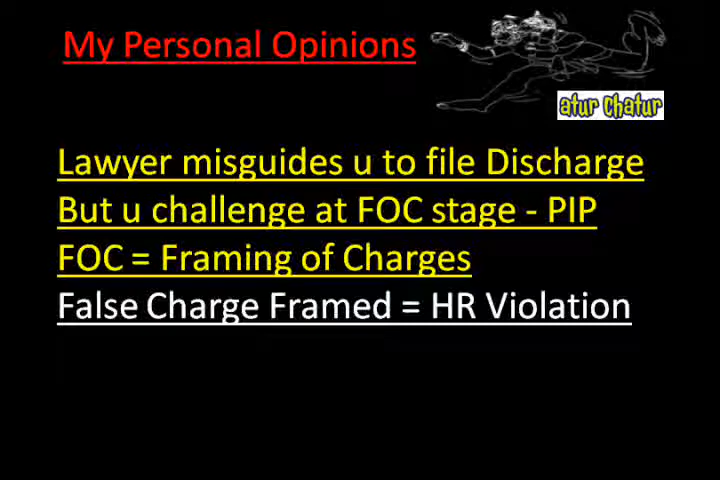 My Personal Opinions
atur chatur
Lawyer misguides u to file Discharge
But u challenge at FOC stage - PIP
FOC = Framing of Charges
False Charge Framed = HR Violation